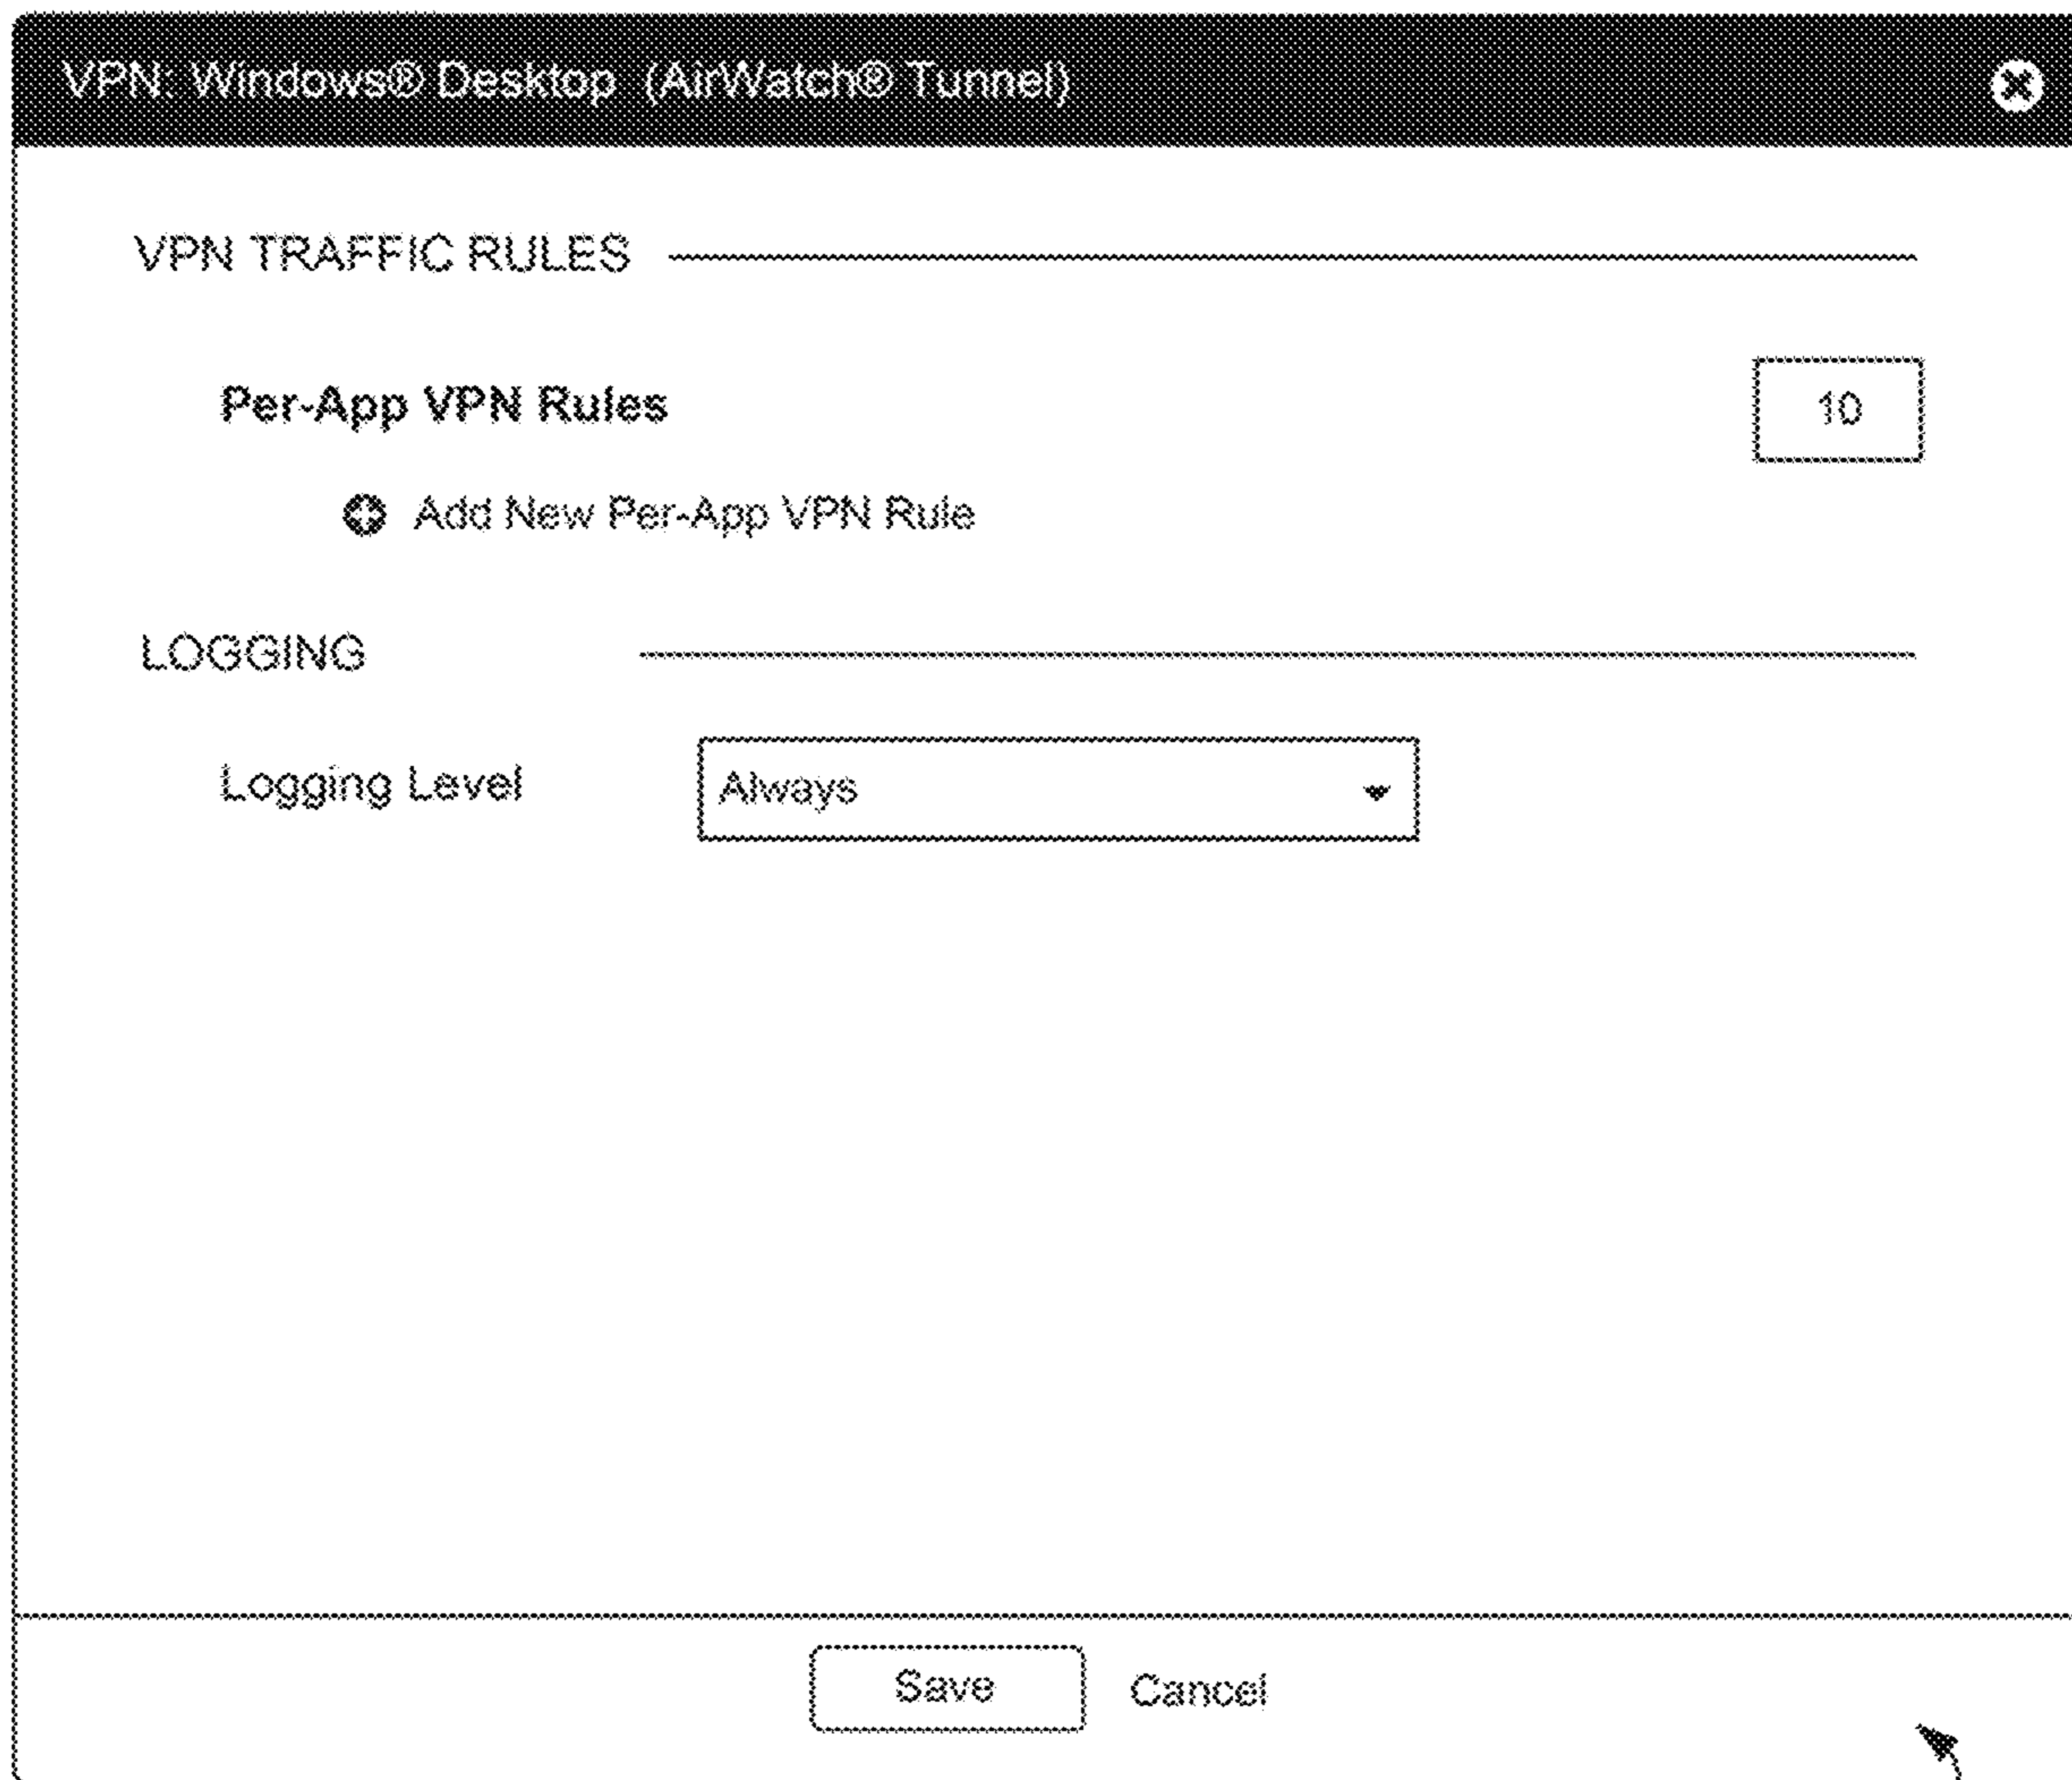 VPN: Windows® Desktop (AirWatch® Tunnel)
VPN TRAFFIC RULES
Per-App VPN Rules
10
Add New Per-App VPN Rule
LOGGING
Logging Level
Always
Save
Cancel